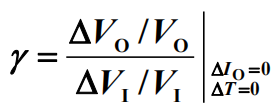 γ = ΔV_O / V_O
ΔV_I / V_I | ΔI_O=0
ΔT=0